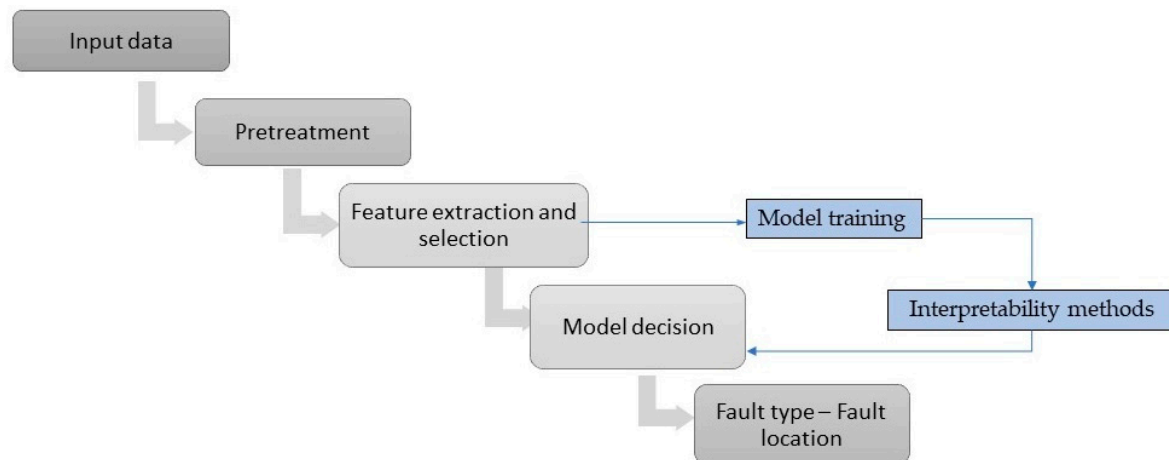 Input data
Pretreatment
Feature extraction and
selection
Model training
Interpretability methods
Model decision
Fault type – Fault
location